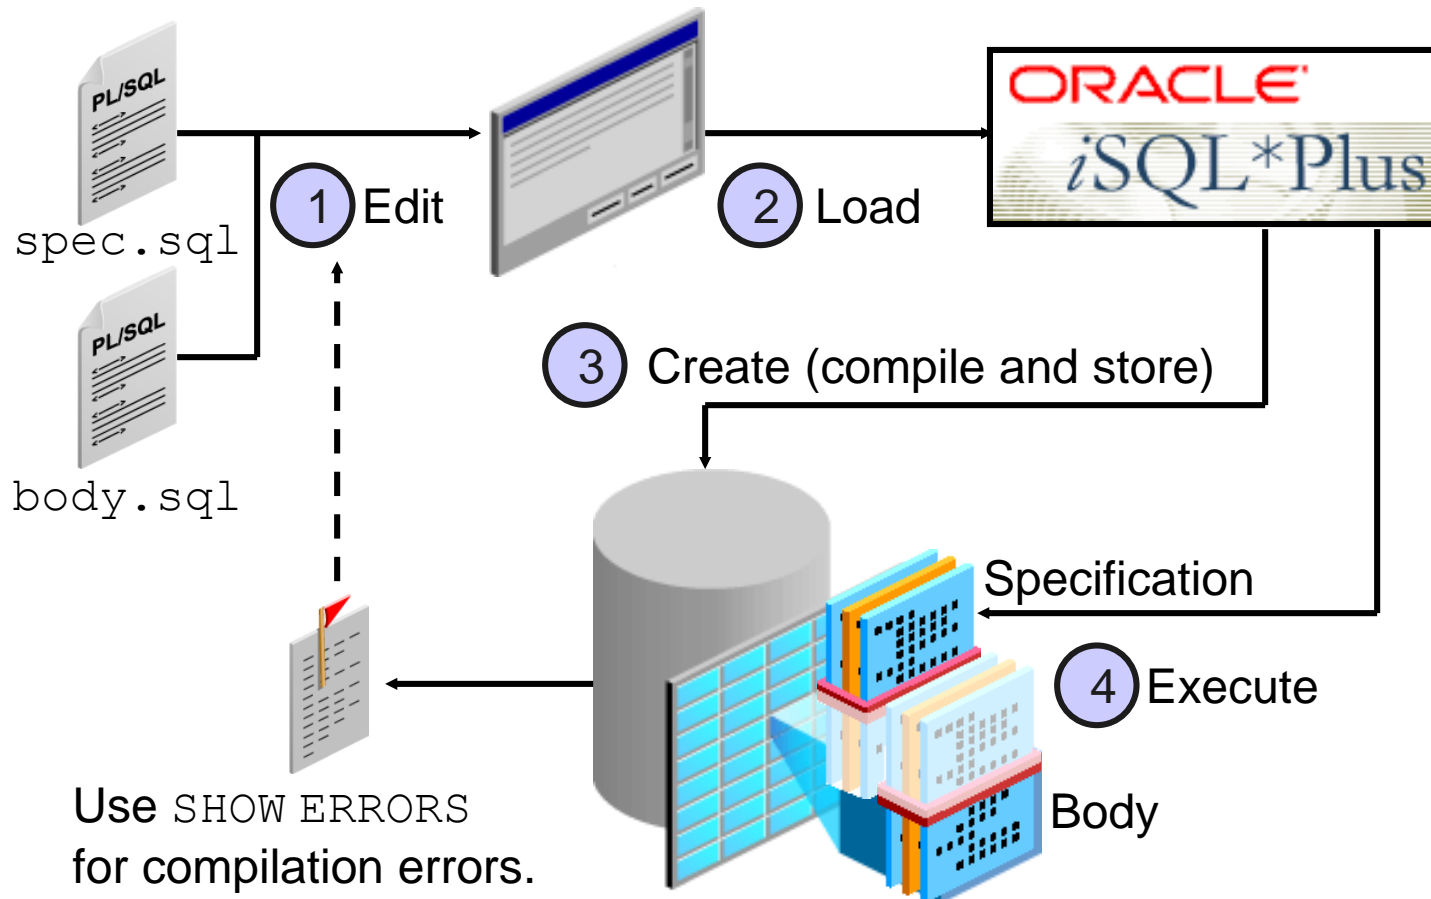 PL/SQL
spec.sql
1 Edit
2 Load
ORACLE
iSQL*Plus
PL/SQL
body.sql
3 Create (compile and store)
Specification
4 Execute
Body
Use SHOW ERRORS
for compilation errors.